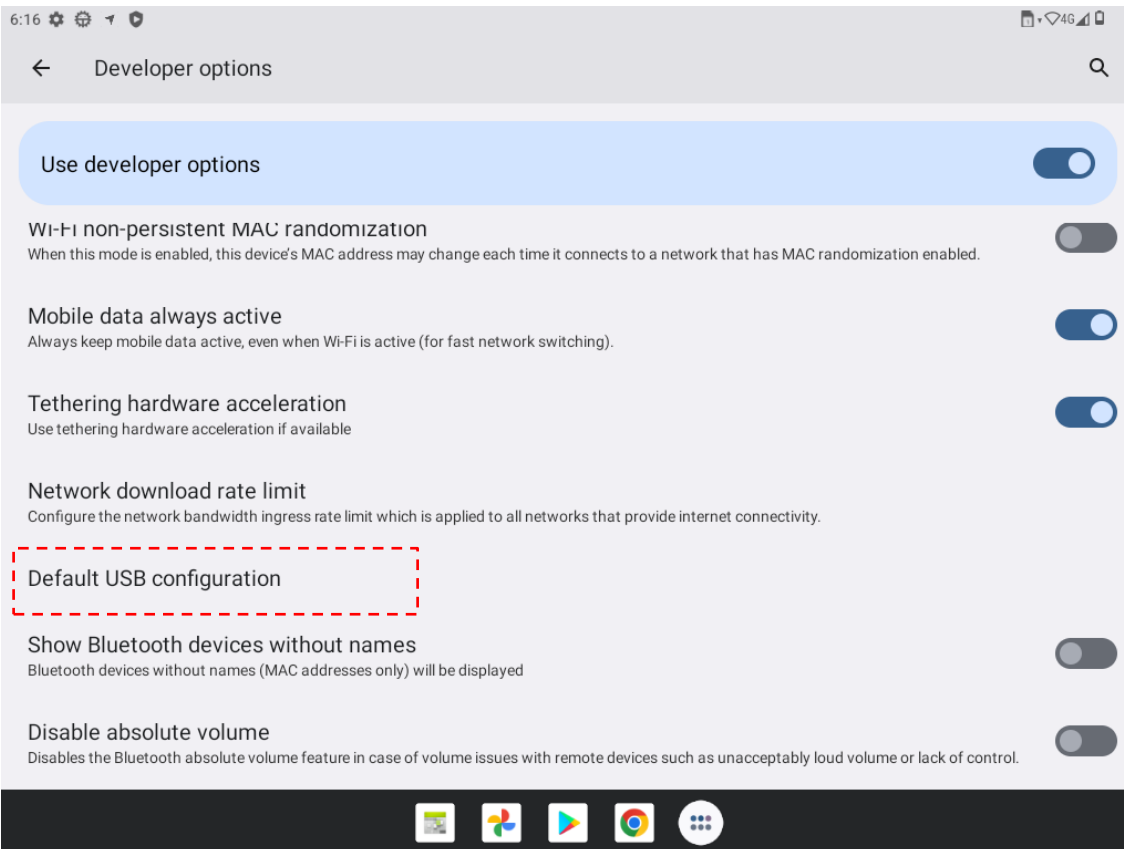 6:16
4G
Developer options
Use developer options
Wi-Fi non-persistent MAC randomization
When this mode is enabled, this device's MAC address may change each time it connects to a network that has MAC randomization enabled.
Mobile data always active
Always keep mobile data active, even when Wi-Fi is active (for fast network switching).
Tethering hardware acceleration
Use tethering hardware acceleration if available
Network download rate limit
Configure the network bandwidth ingress rate limit which is applied to all networks that provide internet connectivity.
Default USB configuration
Show Bluetooth devices without names
Bluetooth devices without names (MAC addresses only) will be displayed
Disable absolute volume
Disables the Bluetooth absolute volume feature in case of volume issues with remote devices such as unacceptably loud volume or lack of control.